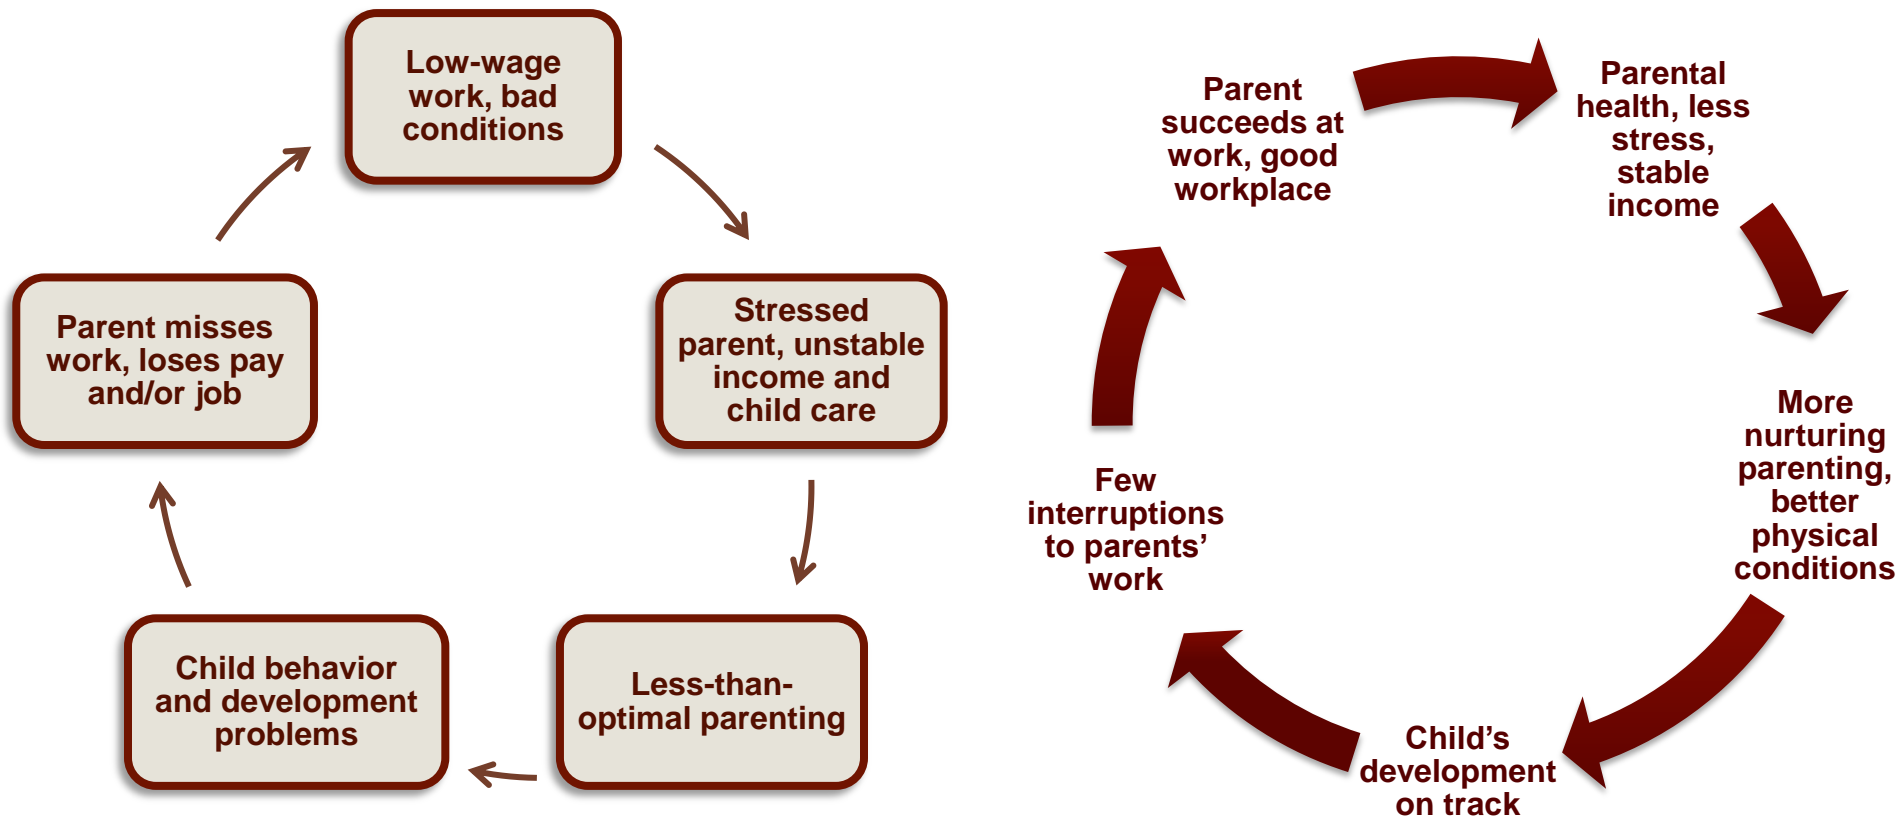 Low-wage
work, bad
conditions
Stressed
parent, unstable
income and
child care
Less-than-
optimal parenting
Child behavior
and development
problems
Parent misses
work, loses pay
and/or job
Parent
succeeds at
work, good
workplace
Parental
health, less
stress,
stable
income
More
nurturing
parenting,
better
physical
conditions
Child’s
development
on track
Few
interruptions
to parents’
work